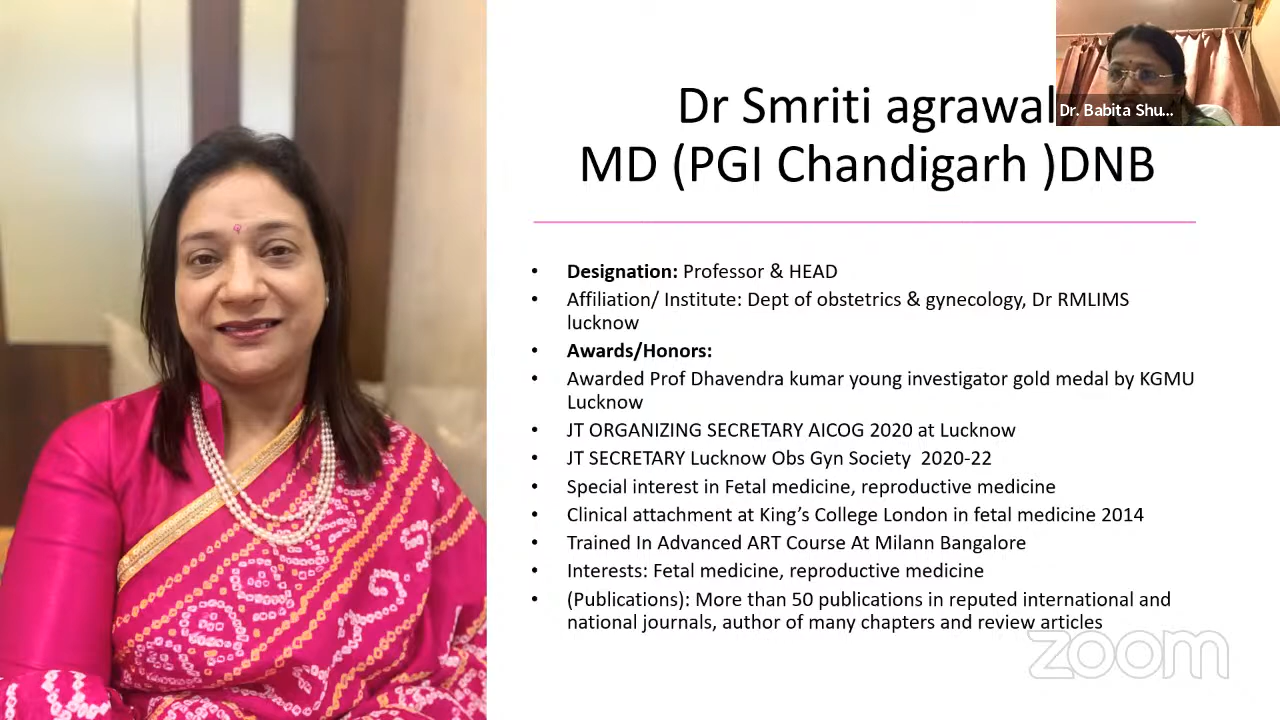 Dr Smriti agrawal
MD (PGI Chandigarh )DNB
Dr. Babita Shu...
• Designation: Professor & HEAD
• Affiliation/ Institute: Dept of obstetrics & gynecology, Dr RMLIMS
lucknow
• Awards/Honors:
• Awarded Prof Dhavendra kumar young investigator gold medal by KGMU
Lucknow
• JT ORGANIZING SECRETARY AICOG 2020 at Lucknow
• JT SECRETARY Lucknow Obs Gyn Society  2020-22
• Special interest in Fetal medicine, reproductive medicine
• Clinical attachment at King’s College London in fetal medicine 2014
• Trained In Advanced ART Course At Milann Bangalore
• Interests: Fetal medicine, reproductive medicine
• (Publications): More than 50 publications in reputed international and
national journals, author of many chapters and review articles
zoom